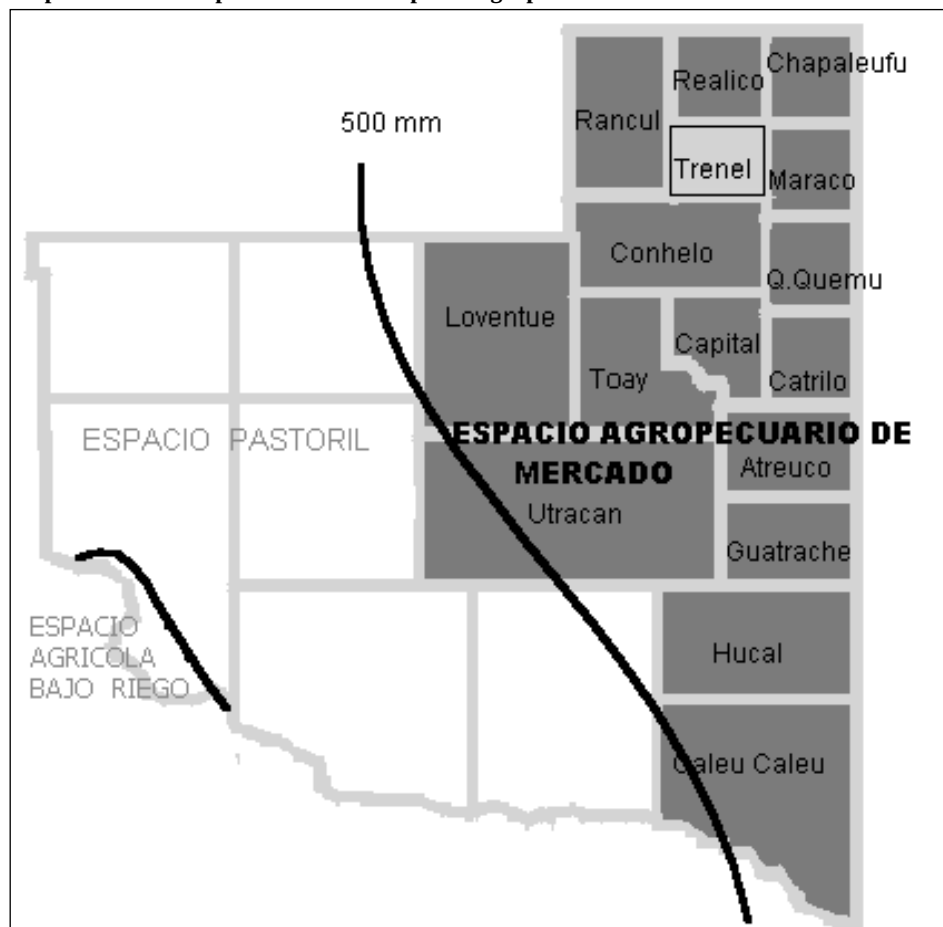 Chapaleufu
Realico
Rancul
500 mm
Trenel
Maraco
Conhelo
Q.Quemu
Loventue
Capital
Toay
Catrilo
ESPACIO PASTORIL
ESPACIO AGROPECUARIO DE
MERCADO
Atreuco
Utracan
Guatrache
ESPACIO
AGRICOLA
BAJO RIEGO
Hucal
Caleu Caleu